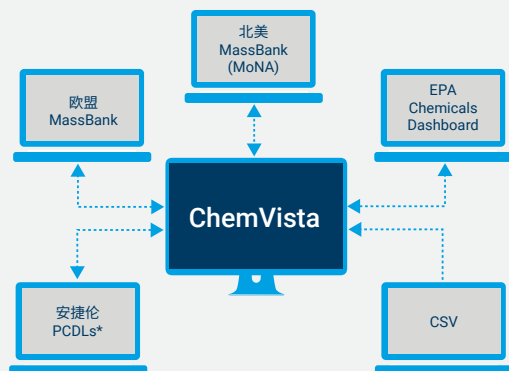 北美
MassBank
(MoNA)
欧盟
MassBank
EPA
Chemicals
Dashboard
ChemVista
安捷伦
PCDLs*
CSV